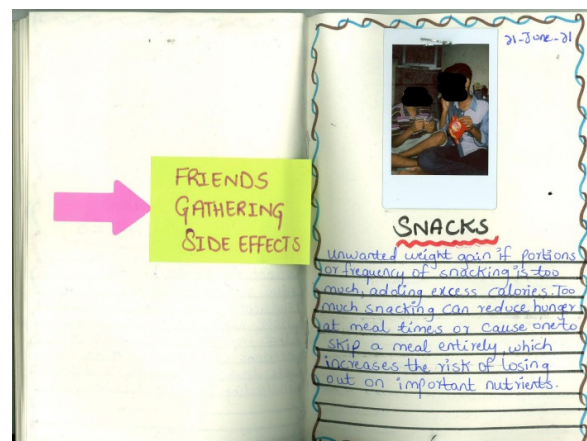 FRIENDS
GATHERING
SIDE EFFECTS
21-June-21
SNACKS
unwanted weight gain if portions
or frequency of snacking is too
much, adding excess calories. Too
much snacking can reduce hunger
at meal times or cause one to
skip a meal entirely, which
increases the risk of losing
out on important nutrients.